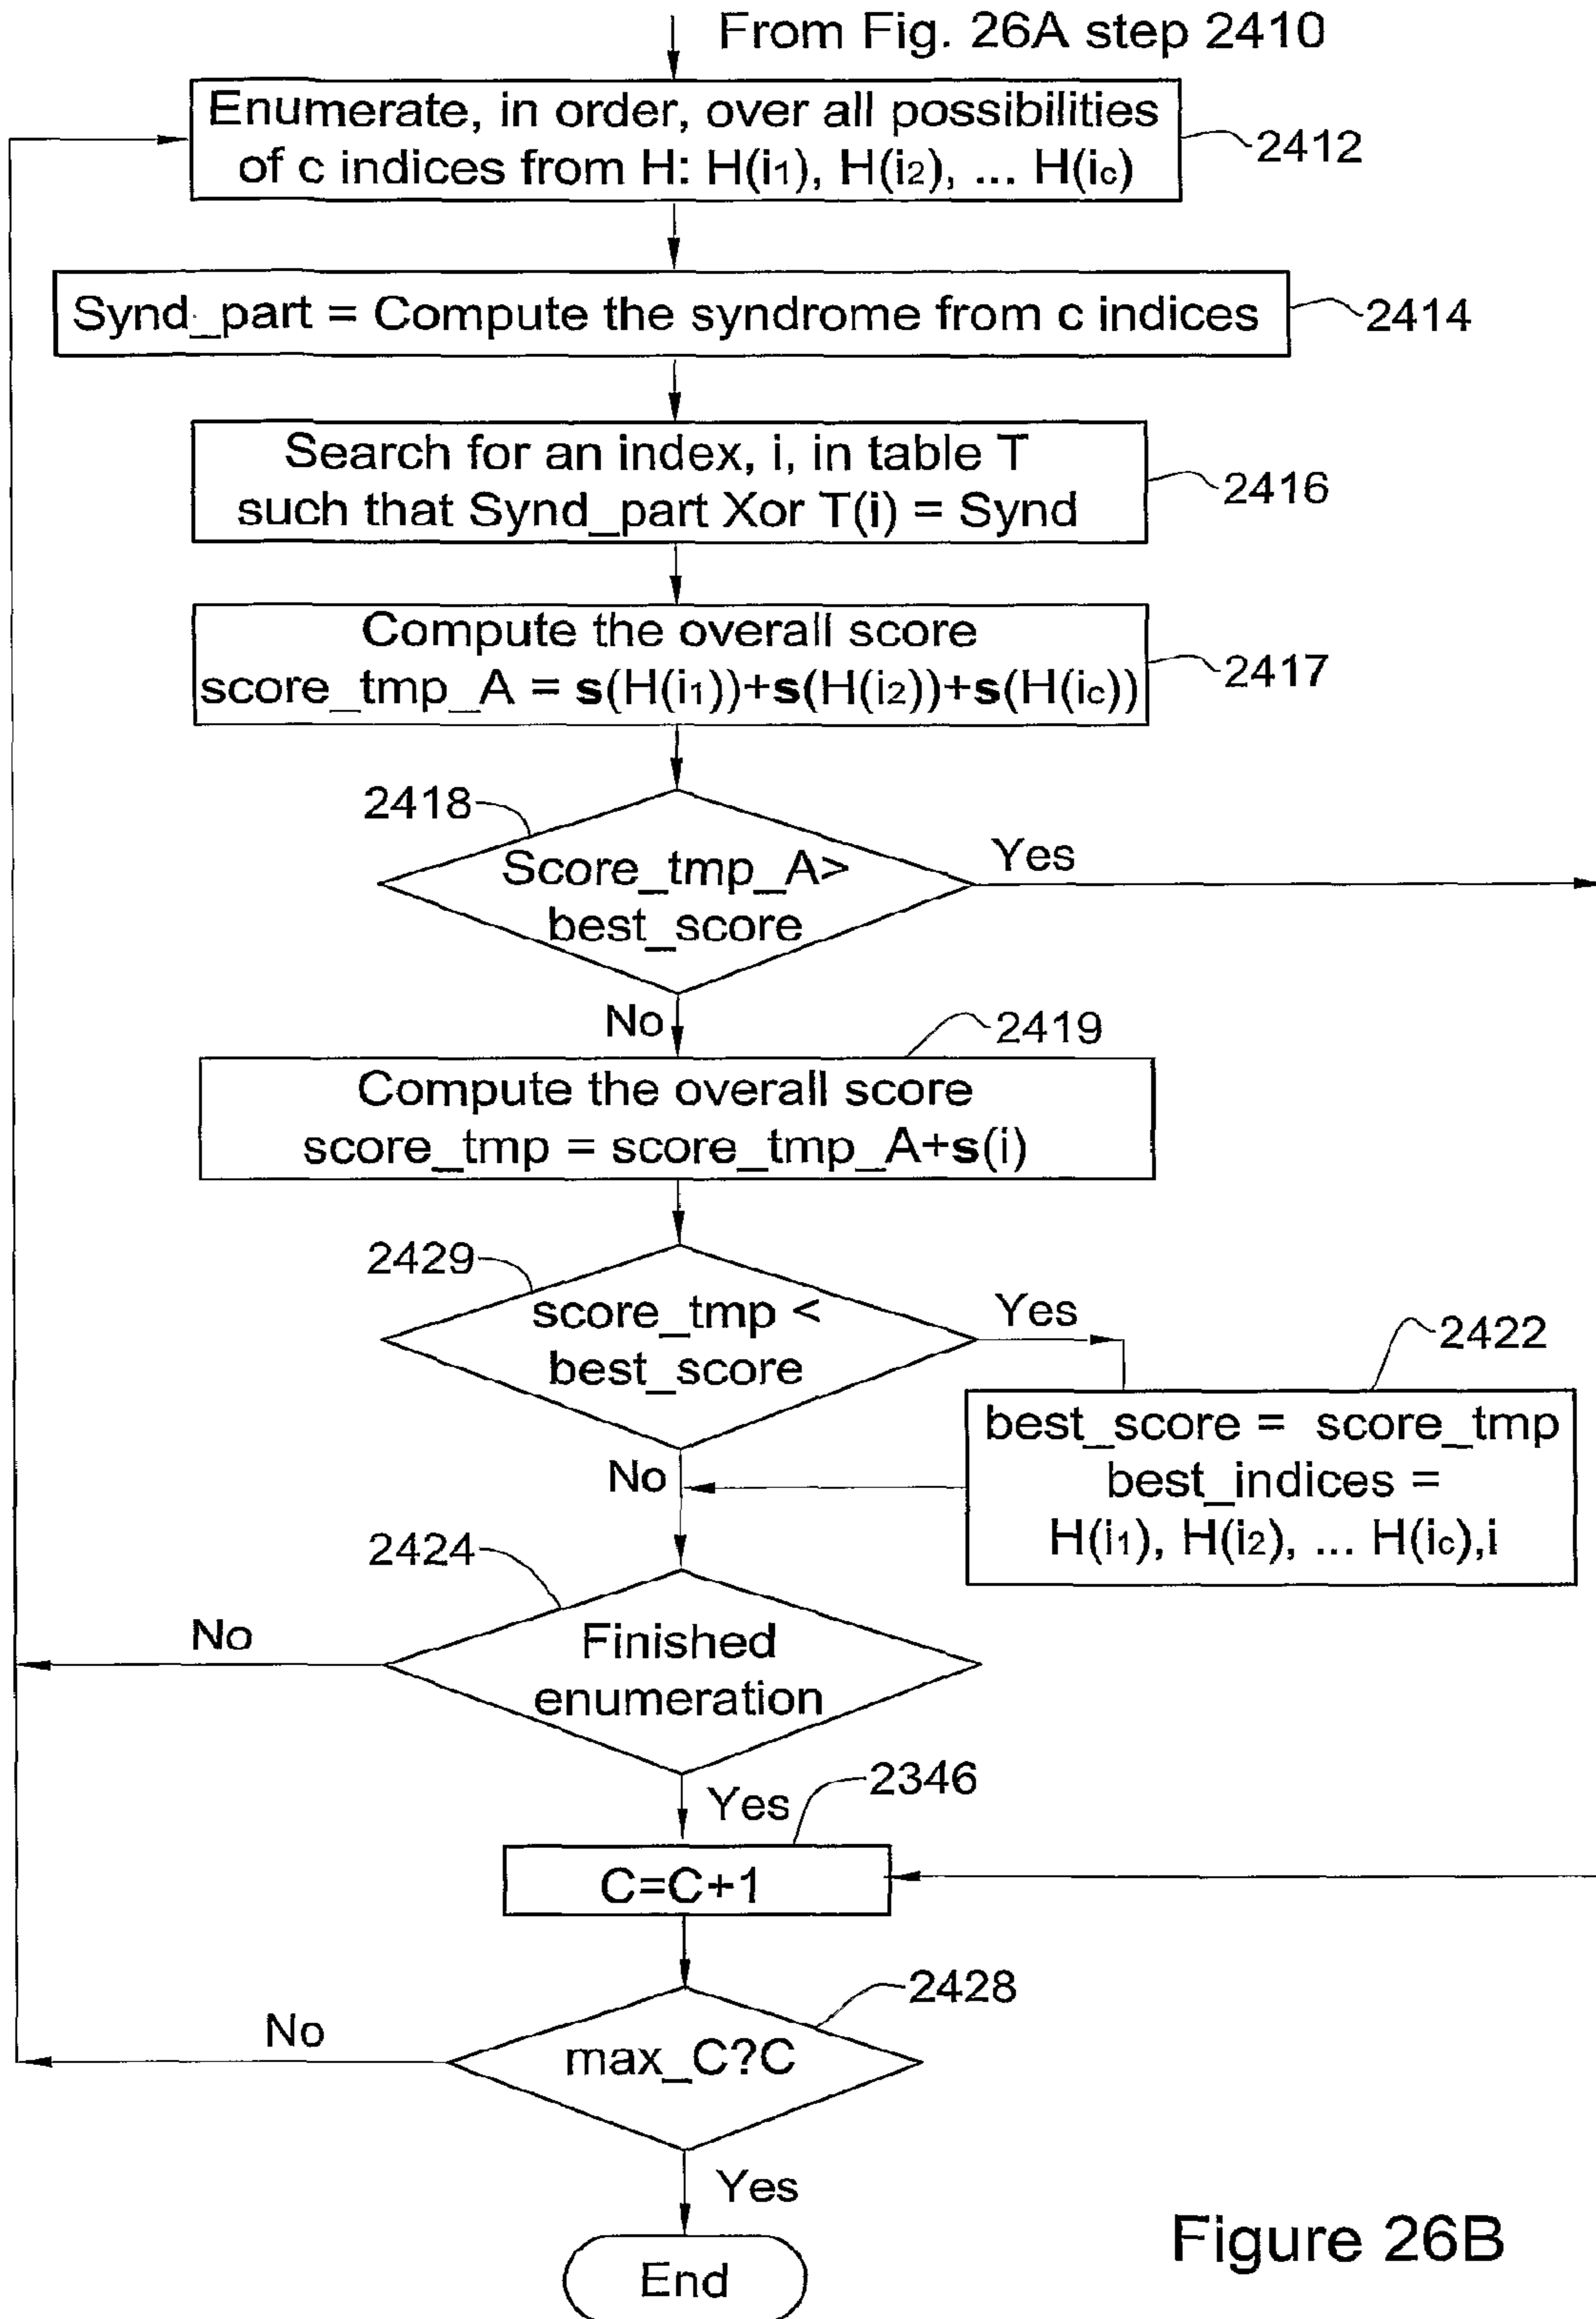 From Fig. 26A step 2410
Enumerate, in order, over all possibilities
of c indices from H: H(i1), H(i2), ... H(ic)
2412
Synd_part = Compute the syndrome from c indices
2414
Search for an index, i, in table T
such that Synd_part Xor T(i) = Synd
2416
Compute the overall score
score_tmp_A = s(H(i1))+s(H(i2))+s(H(ic))
2417
2418
Score_tmp_A>
best_score
Yes
No
2419
Compute the overall score
score_tmp = score_tmp_A+s(i)
2429
score_tmp <
best_score
Yes
2422
best_score = score_tmp
best_indices =
H(i1), H(i2), ... H(ic),i
No
2424
Finished
enumeration
No
Yes
2346
C=C+1
2428
max_C?C
No
Yes
End
Figure 26B